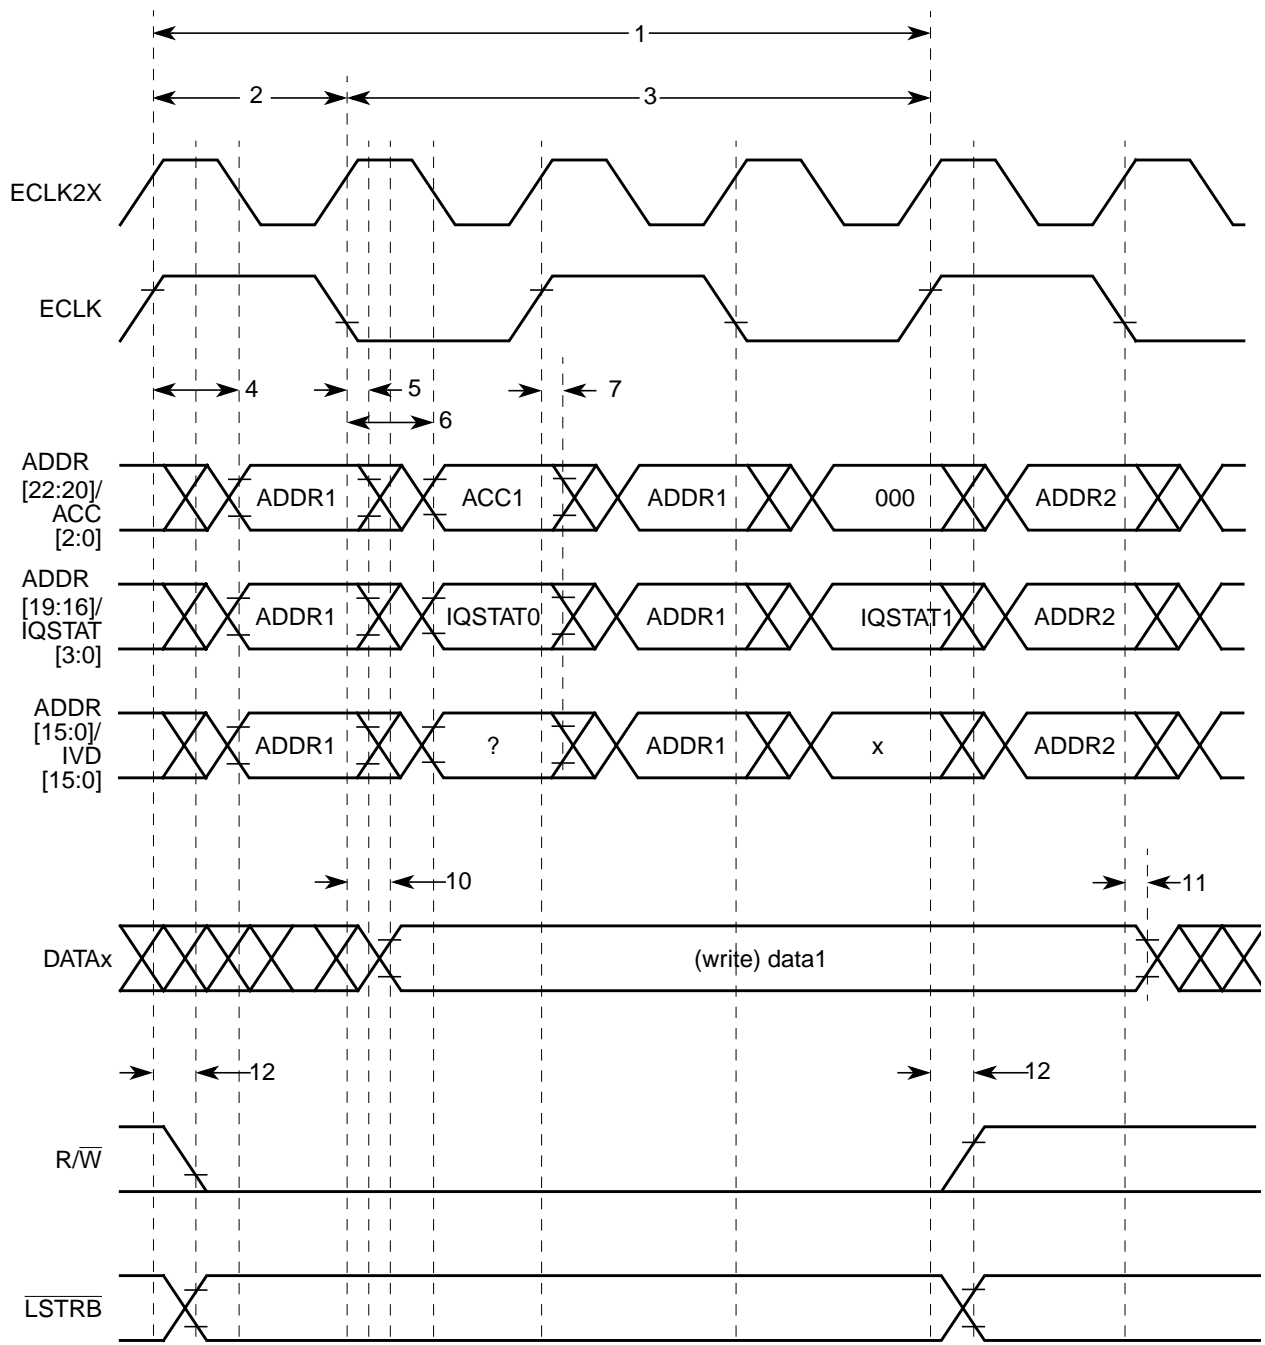 1
2
3
ECLK2X
ECLK
4
5
7
6
ADDR
[22:20]/
ACC
[2:0]
ADDR1
ACC1
ADDR1
000
ADDR2
ADDR
[19:16]/
IQSTAT
[3:0]
ADDR1
IQSTAT0
ADDR1
IQSTAT1
ADDR2
ADDR
[15:0]/
IVD
[15:0]
ADDR1
?
ADDR1
x
ADDR2
10
11
DATAx
(write) data1
12
12
R/W
LSTRB